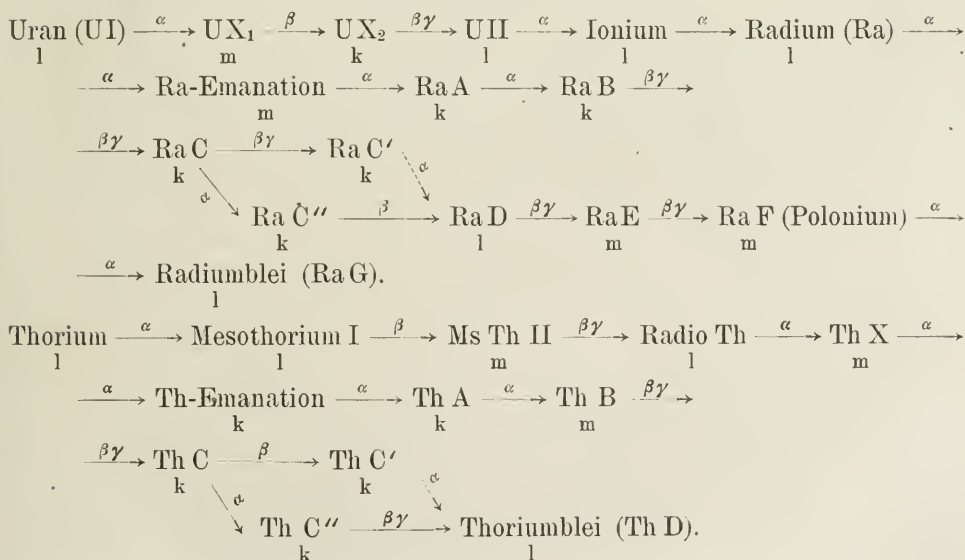 Uran (UI) —α→ UX₁ —β→ UX₂ —βγ→ UII —α→ Ionium —α→ Radium (Ra) —α→
l m k l l l
—α→ Ra-Emanation —α→ Ra A —α→ Ra B —βγ→
m k k
—βγ→ Ra C —βγ→ Ra C′ α
k α k
Ra C″ —β→ Ra D —βγ→ Ra E —βγ→ Ra F (Polonium) —α→
k l m m
—α→ Radiumblei (Ra G).
l
Thorium —α→ Mesothorium I —β→ Ms Th II —βγ→ Radio Th —α→ Th X —α→
l l m l m
—α→ Th-Emanation —α→ Th A —α→ Th B —βγ→
k k m
—βγ→ Th C —β→ Th C′ α
k α k
Th C″ —βγ→ Thoriumblei (Th D).
k l